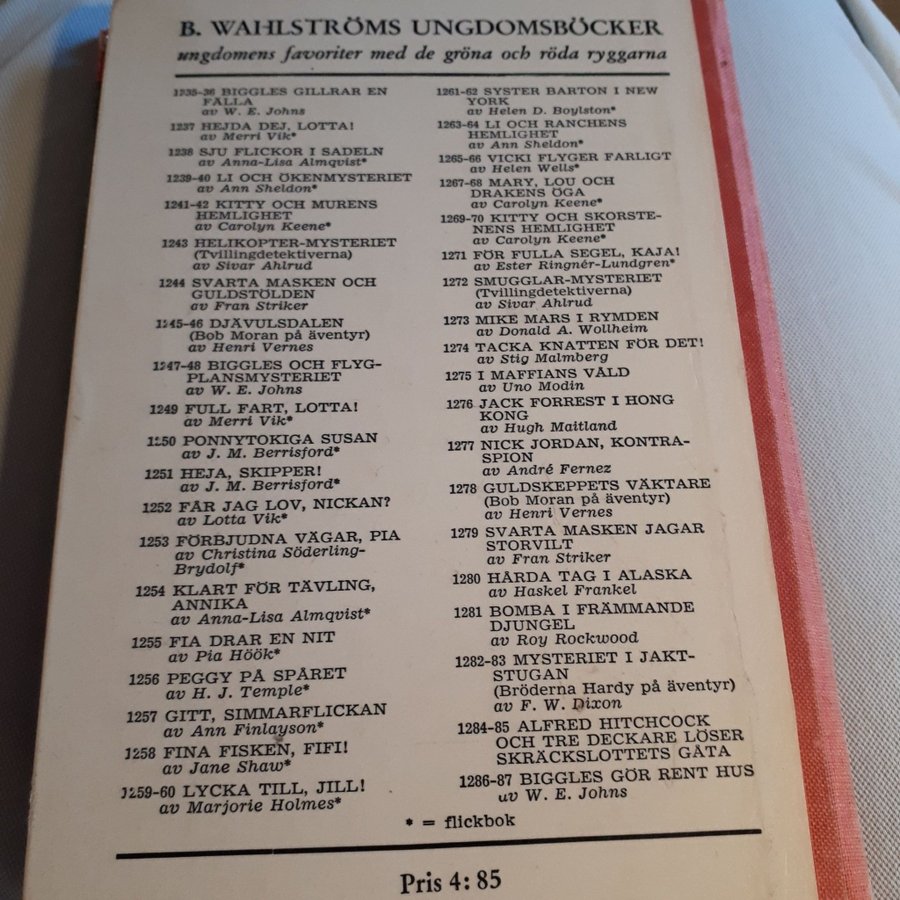 B. WAHLSTRÖMS UNGDOMSBÖCKER
ungdomens favoriter med de gröna och röda ryggarna
1235-36 BIGGLES GILLRAR EN
FÄLLA
av W. E. Johns
1237 HEJDA DEJ, LOTTA!
av Merri Vik*
1238 SJU FLICKOR I SADELN
av Anna-Lisa Almqvist*
1239-40 LI OCH ÖKENMYSTERIET
av Ann Sheldon*
1241-42 KITTY OCH MURENS
HEMLIGHET
av Carolyn Keene*
1243 HELIKOPTER-MYSTERIET
(Tvillingdetektiverna)
av Sivar Ahlrud
1244 SVARTA MASKEN OCH
GULDSTÖLDEN
av Fran Striker
1245-46 DJÄVULSDALEN
(Bob Moran på äventyr)
av Henri Vernes
1247-48 BIGGLES OCH FLYG-
PLANSMYSTERIET
av W. E. Johns
1249 FULL FART, LOTTA!
av Merri Vik*
1250 PONNYTOKIGA SUSAN
av J. M. Berrisford*
1251 HEJA, SKIPPER!
av J. M. Berrisford*
1252 FÅR JAG LOV, NICKAN?
av Lotta Vik*
1253 FÖRBJUDNA VÄGAR, PIA
av Christina Söderling-
Brydolf*
1254 KLART FÖR TÄVLING,
ANNIKA
av Anna-Lisa Almqvist*
1255 FIA DRAR EN NIT
av Pia Höök*
1256 PEGGY PÅ SPÅRET
av H. J. Temple*
1257 GITT, SIMMARFLICKAN
av Ann Finlayson*
1258 FINA FISKEN, FIFI!
av Jane Shaw*
1259-60 LYCKA TILL, JILL!
av Marjorie Holmes*
1261-62 SYSTER BARTON I NEW
YORK
av Helen D. Boylston*
1263-64 LI OCH RANCHENS
HEMLIGHET
av Ann Sheldon*
1265-66 VICKI FLYGER FARLIGT
av Helen Wells*
1267-68 MARY, LOU OCH
DRAKENS ÖGA
av Carolyn Keene*
1269-70 KITTY OCH SKORSTE-
NENS HEMLIGHET
av Carolyn Keene*
1271 FÖR FULLA SEGEL, KAJA!
av Ester Ringnér-Lundgren*
1272 SMUGGLAR-MYSTERIET
(Tvillingdetektiverna)
av Sivar Ahlrud
1273 MIKE MARS I RYMDEN
av Donald A. Wollheim
1274 TACKA KNATTEN FÖR DET!
av Stig Malmberg
1275 I MAFFIANS VÅLD
av Uno Modin
1276 JACK FORREST I HONG
KONG
av Hugh Maitland
1277 NICK JORDAN, KONTRA-
SPION
av André Fernez
1278 GULDSKEPPETS VÄKTARE
(Bob Moran på äventyr)
av Henri Vernes
1279 SVARTA MASKEN JAGAR
STORVILT
av Fran Striker
1280 HÅRDA TAG I ALASKA
av Haskel Frankel
1281 BOMBA I FRÄMMANDE
DJUNGEL
av Roy Rockwood
1282-83 MYSTERIET I JAKT-
STUGAN
(Bröderna Hardy på äventyr)
av F. W. Dixon
1284-85 ALFRED HITCHCOCK
OCH TRE DECKARE LÖSER
SKRÄCKSLOTTETS GÅTA
1286-87 BIGGLES GÖR RENT HUS
av W. E. Johns
* = flickbok
Pris 4:85